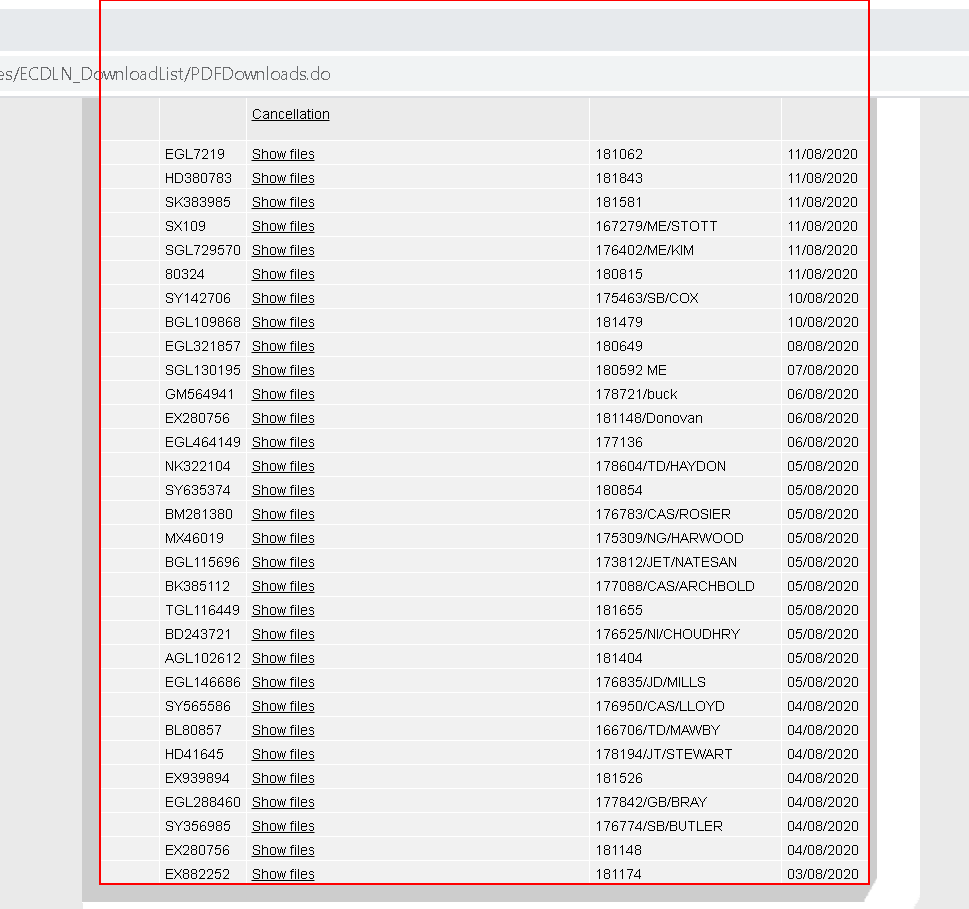 es/ECDLN_DownloadList/PDFDownloads.do
Cancellation
EGL7219 Show files 181062 11/08/2020
HD380783 Show files 181843 11/08/2020
SK383985 Show files 181581 11/08/2020
SX109 Show files 167279/ME/STOTT 11/08/2020
SGL729570 Show files 176402/ME/KIM 11/08/2020
80324 Show files 180815 11/08/2020
SY142706 Show files 175463/SB/COX 10/08/2020
BGL109868 Show files 181479 10/08/2020
EGL321857 Show files 180649 08/08/2020
SGL130195 Show files 180592 ME 07/08/2020
GM564941 Show files 178721/buck 06/08/2020
EX280756 Show files 181148/Donovan 06/08/2020
EGL464149 Show files 177136 06/08/2020
NK322104 Show files 178604/TD/HAYDON 05/08/2020
SY635374 Show files 180854 05/08/2020
BM281380 Show files 176783/CAS/ROSIER 05/08/2020
MX46019 Show files 175309/NG/HARWOOD 05/08/2020
BGL115696 Show files 173812/JET/NATESAN 05/08/2020
BK385112 Show files 177088/CAS/ARCHBOLD 05/08/2020
TGL116449 Show files 181655 05/08/2020
BD243721 Show files 176525/NI/CHOUDHRY 05/08/2020
AGL102612 Show files 181404 05/08/2020
EGL146686 Show files 176835/JD/MILLS 05/08/2020
SY565586 Show files 176950/CAS/LLOYD 04/08/2020
BL80857 Show files 166706/TD/MAWBY 04/08/2020
HD41645 Show files 178194/JT/STEWART 04/08/2020
EX939894 Show files 181526 04/08/2020
EGL288460 Show files 177842/GB/BRAY 04/08/2020
SY356985 Show files 176774/SB/BUTLER 04/08/2020
EX280756 Show files 181148 04/08/2020
EX882252 Show files 181174 03/08/2020